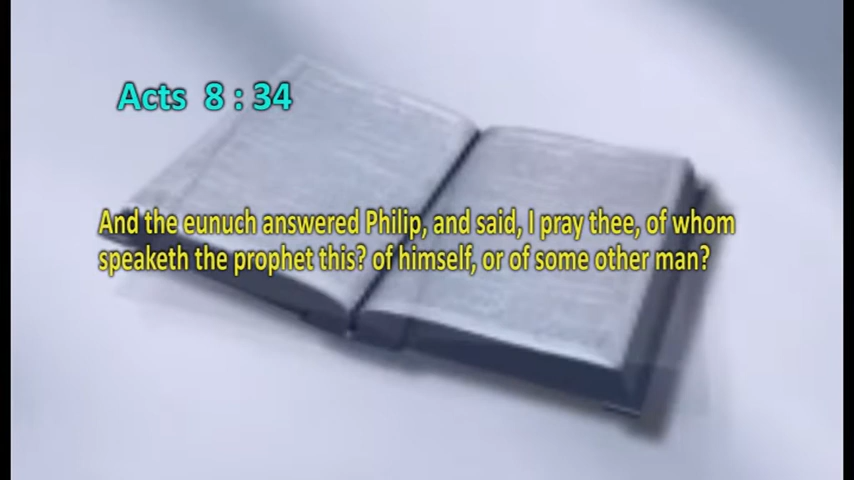 Acts 8 : 34
And the eunuch answered Philip, and said, I pray thee, of whom
speaketh the prophet this? of himself, or of some other man?